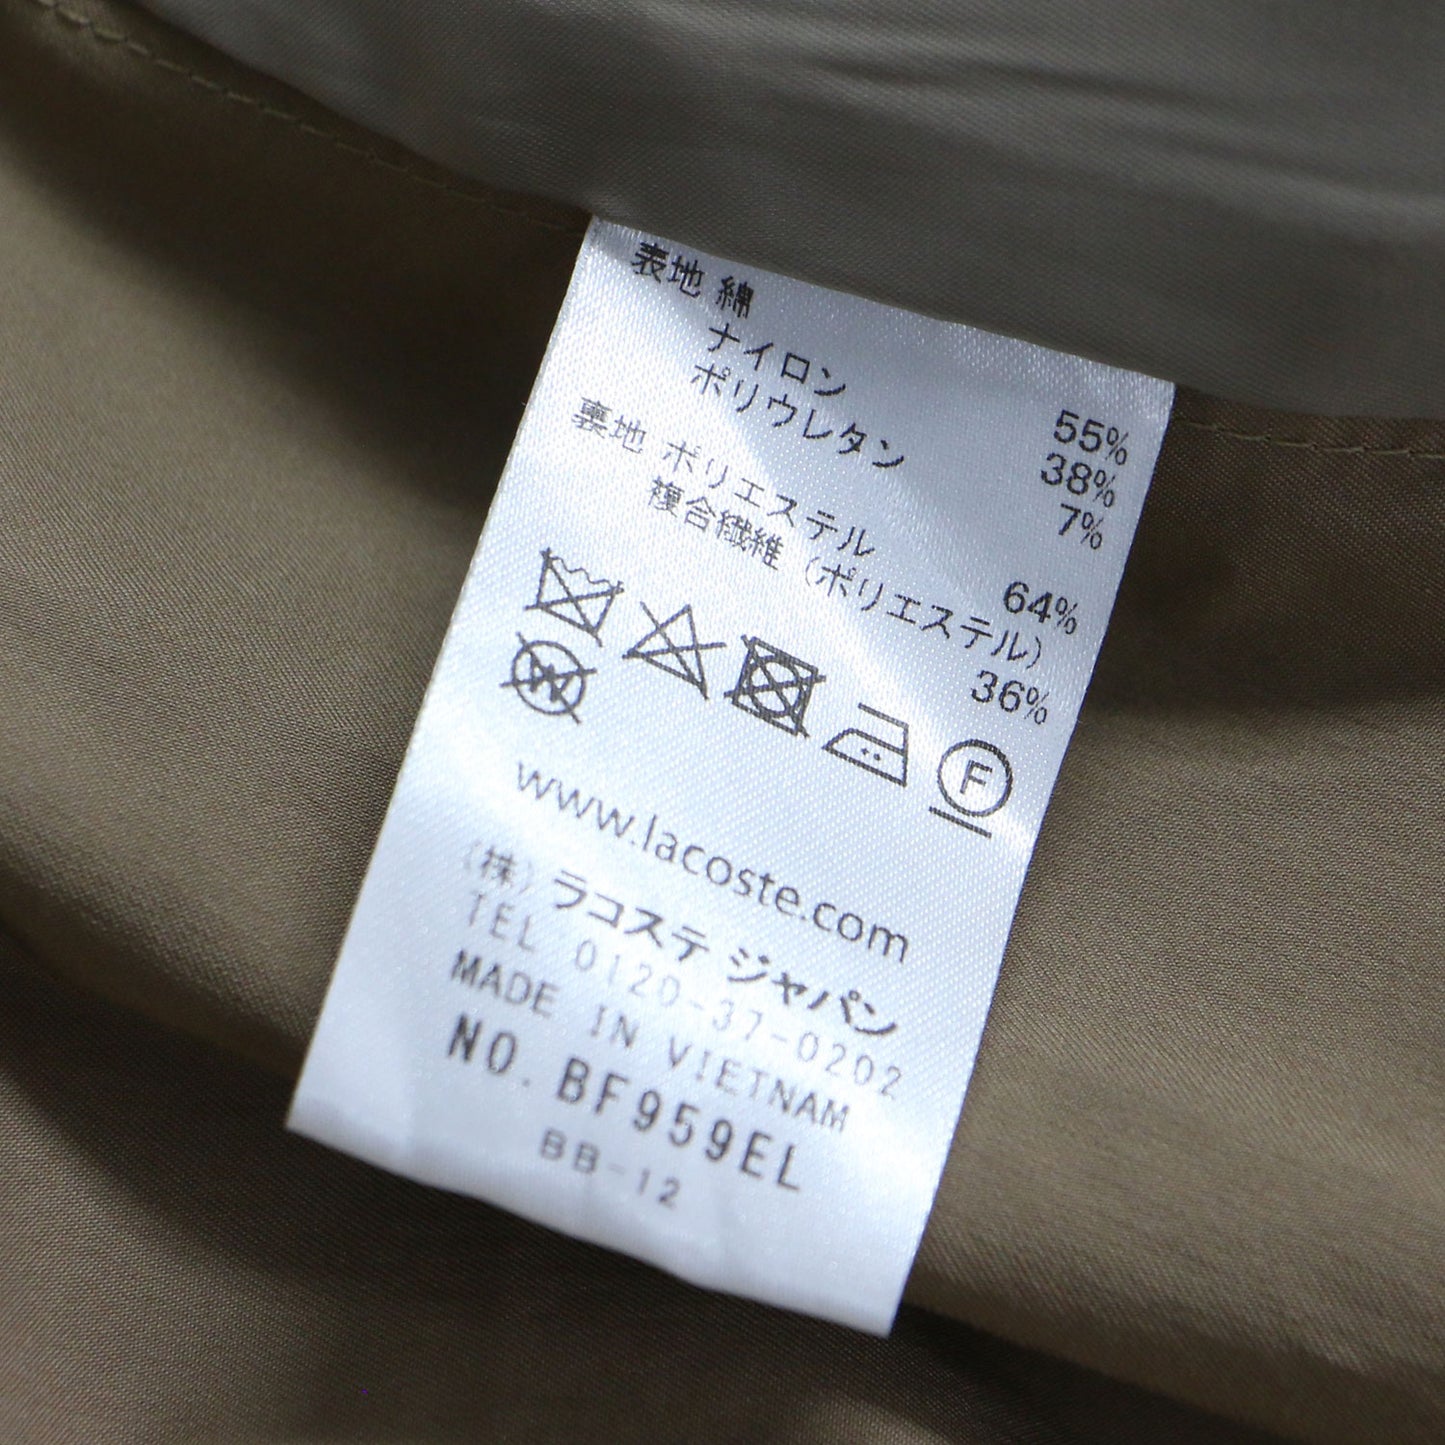 表地 綿 55%
ナイロン 38%
ポリウレタン 7%
裏地 ポリエステル 64%
複合繊維 (ポリエステル)
36%
W
F
www.lacoste.com
(株) ラコステ ジャパン
TEL 0120-37-0202
MADE IN VIETNAM
NO. BF959EL
BB-12